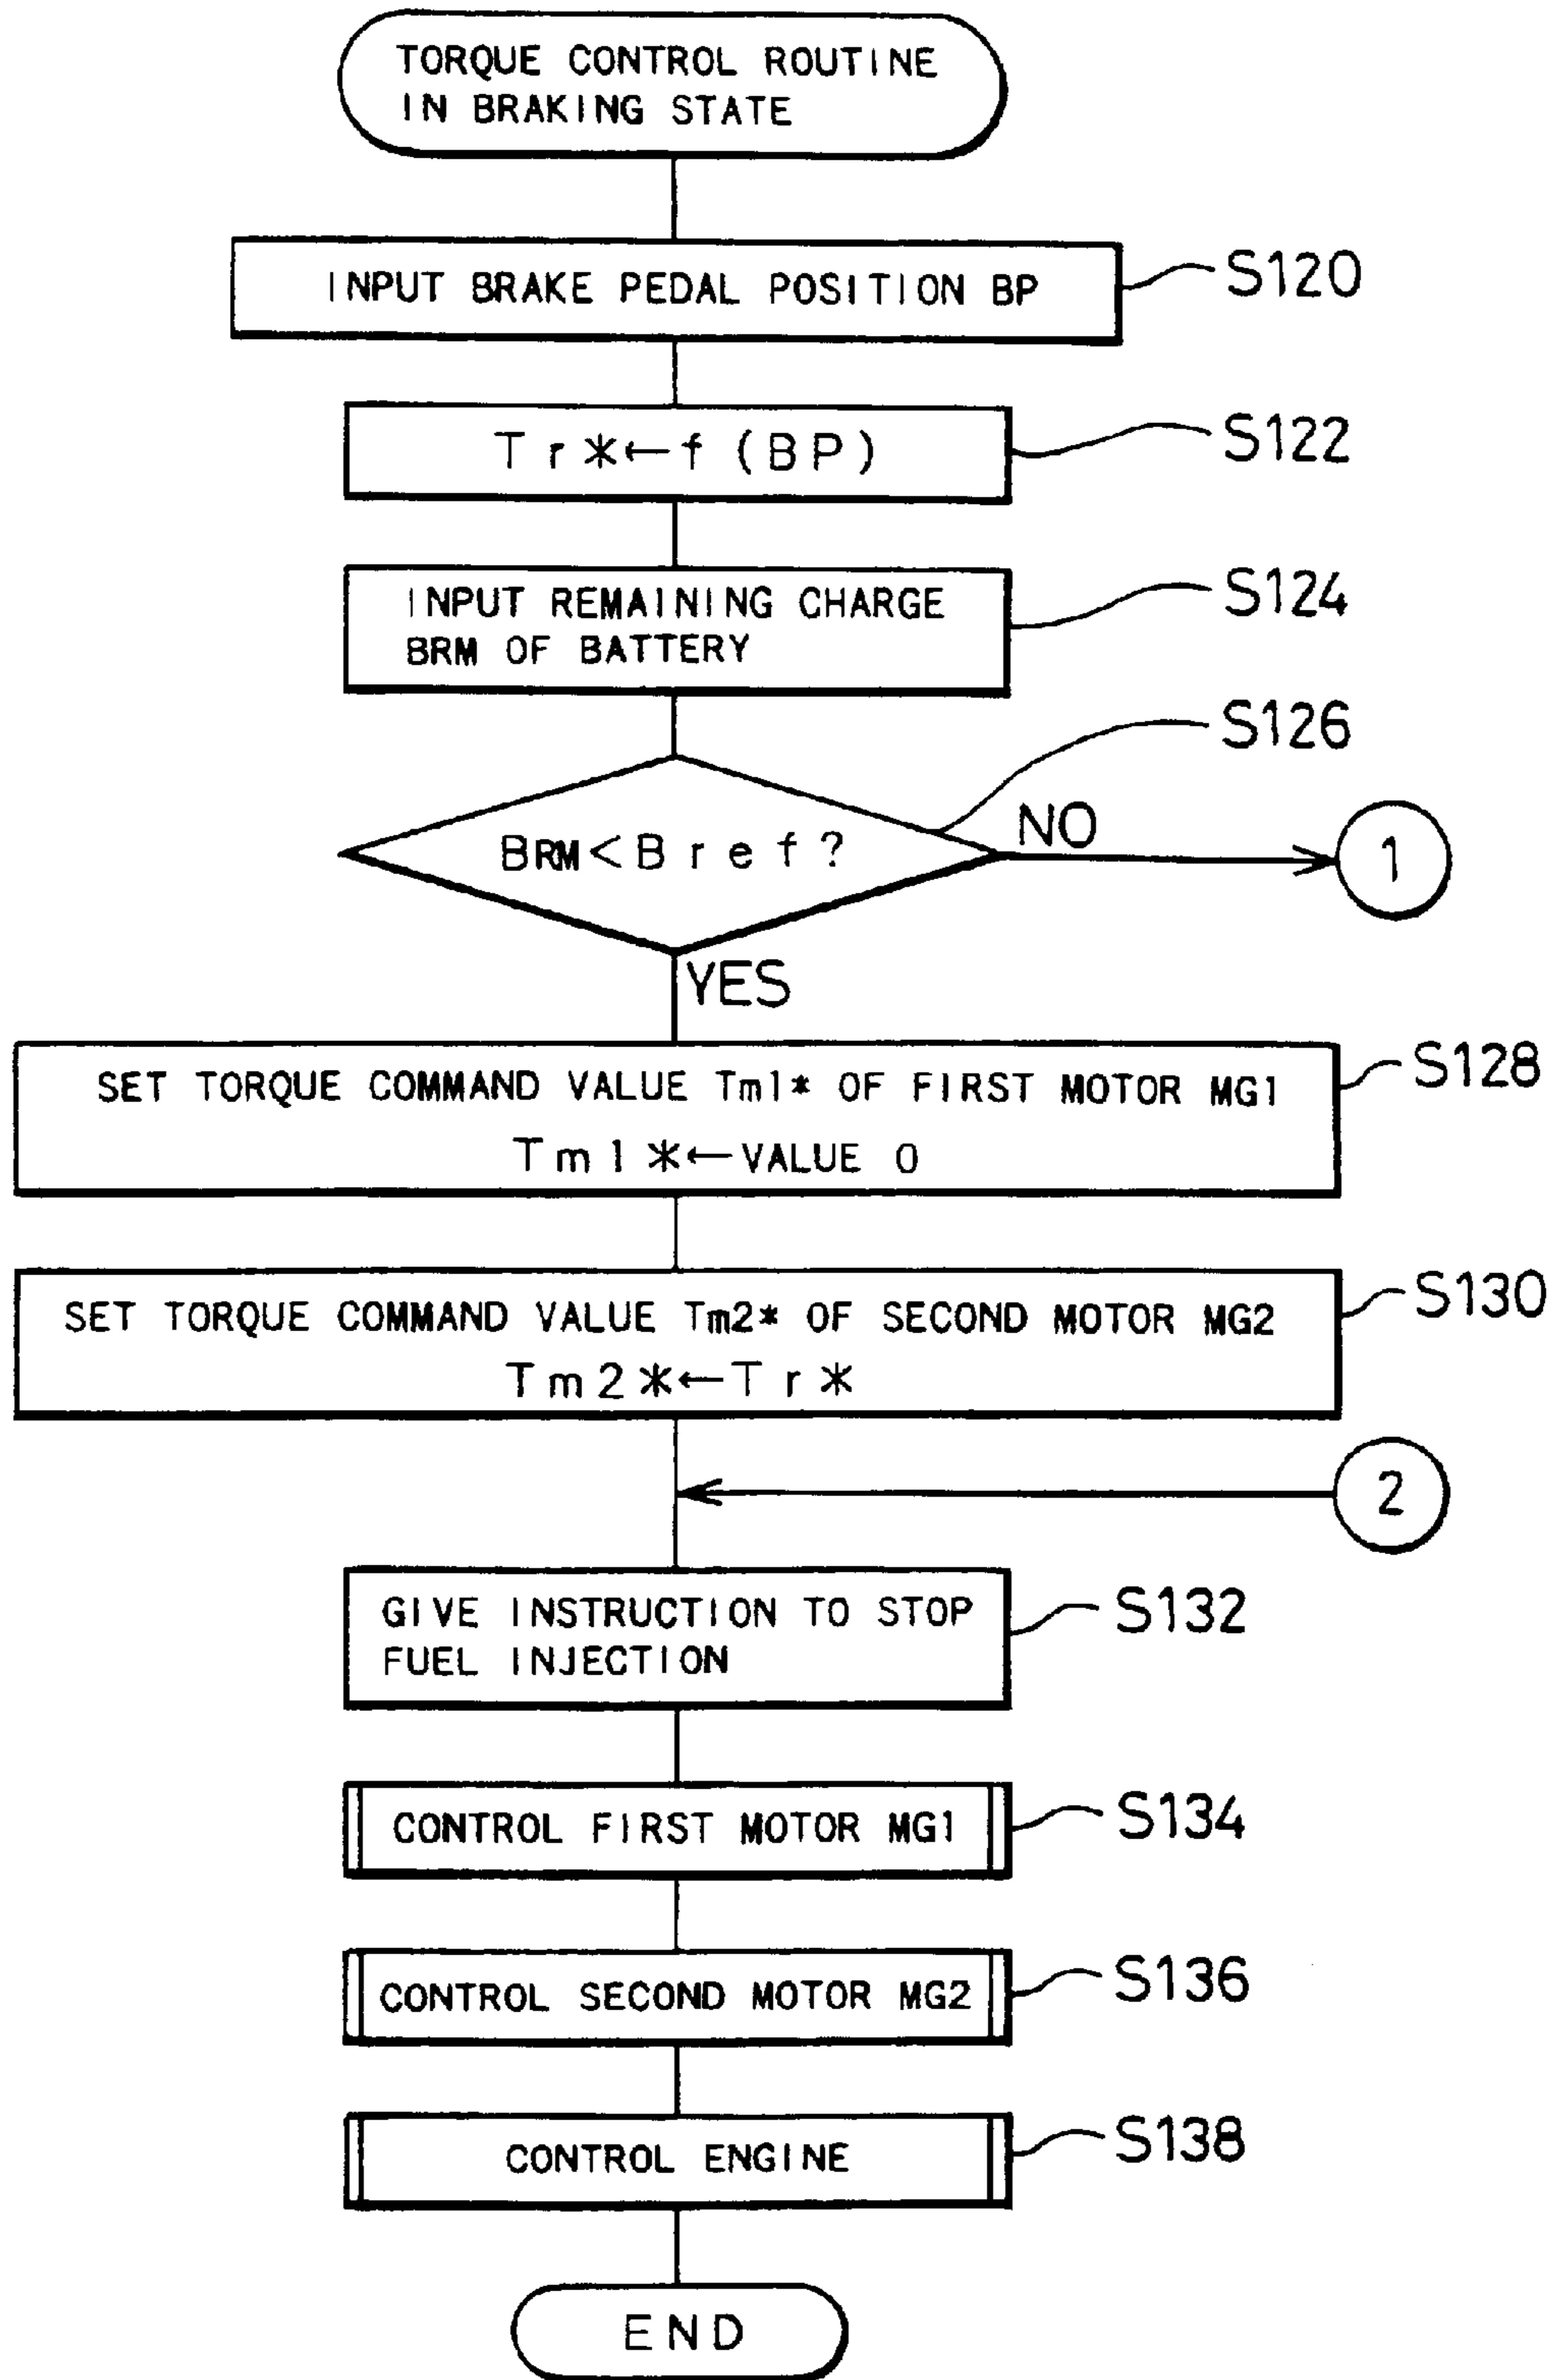 TORQUE CONTROL ROUTINE
IN BRAKING STATE
INPUT BRAKE PEDAL POSITION BP
S120
Tr*←f(BP)
S122
INPUT REMAINING CHARGE
BRM OF BATTERY
S124
S126
BRM<Bref?
NO
1
YES
SET TORQUE COMMAND VALUE Tm1* OF FIRST MOTOR MG1
Tm1*←VALUE 0
S128
SET TORQUE COMMAND VALUE Tm2* OF SECOND MOTOR MG2
Tm2*←Tr*
S130
2
GIVE INSTRUCTION TO STOP
FUEL INJECTION
S132
CONTROL FIRST MOTOR MG1
S134
CONTROL SECOND MOTOR MG2
S136
CONTROL ENGINE
S138
END